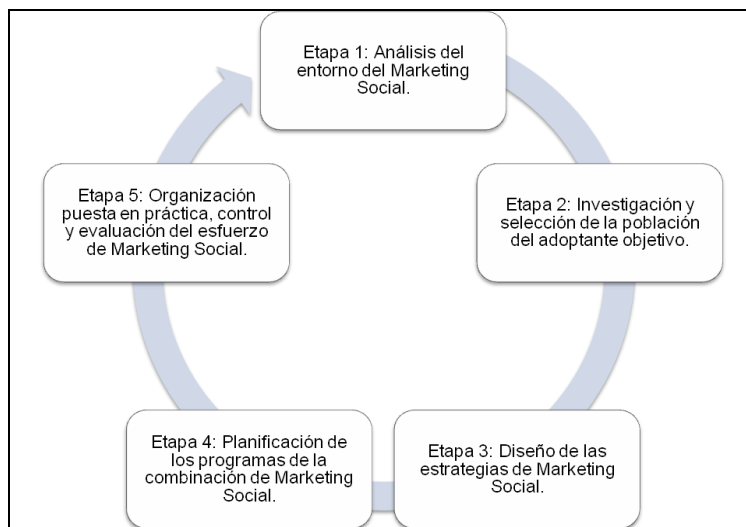 Etapa 1: Análisis del
entorno del Marketing
Social.
Etapa 2: Investigación y
selección de la población
del adoptante objetivo.
Etapa 3: Diseño de las
estrategias de Marketing
Social.
Etapa 4: Planificación de
los programas de la
combinación de Marketing
Social.
Etapa 5: Organización
puesta en práctica, control
y evaluación del esfuerzo
de Marketing Social.